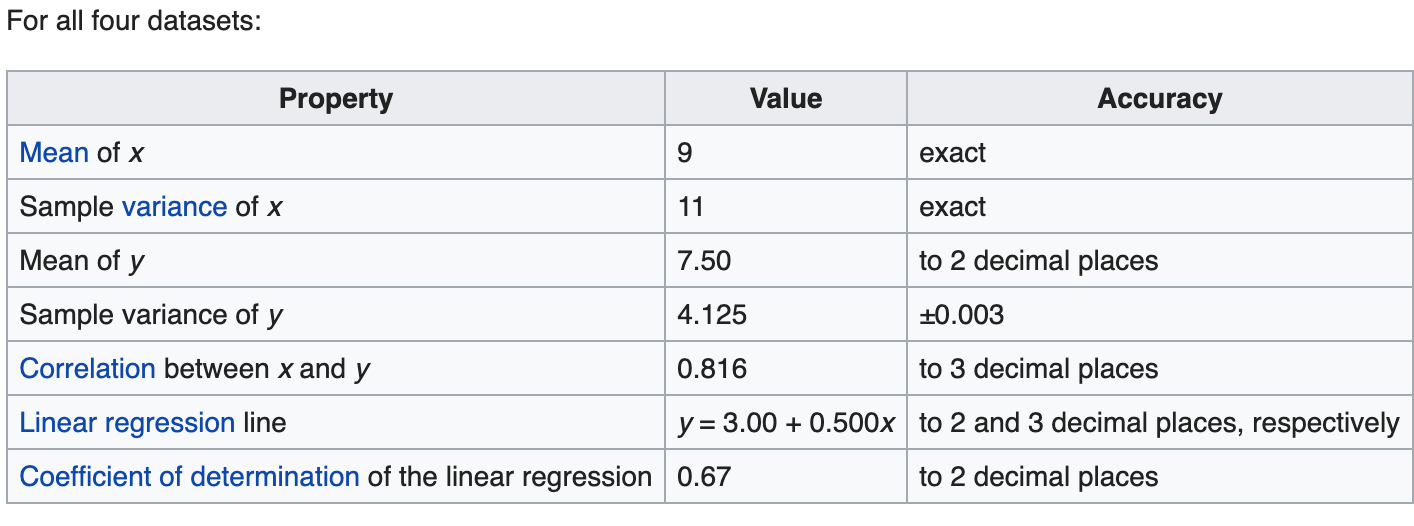 For all four datasets:
Property Value Accuracy
Mean of x 9 exact
Sample variance of x 11 exact
Mean of y 7.50 to 2 decimal places
Sample variance of y 4.125 ±0.003
Correlation between x and y 0.816 to 3 decimal places
Linear regression line y = 3.00 + 0.500x to 2 and 3 decimal places, respectively
Coefficient of determination of the linear regression 0.67 to 2 decimal places